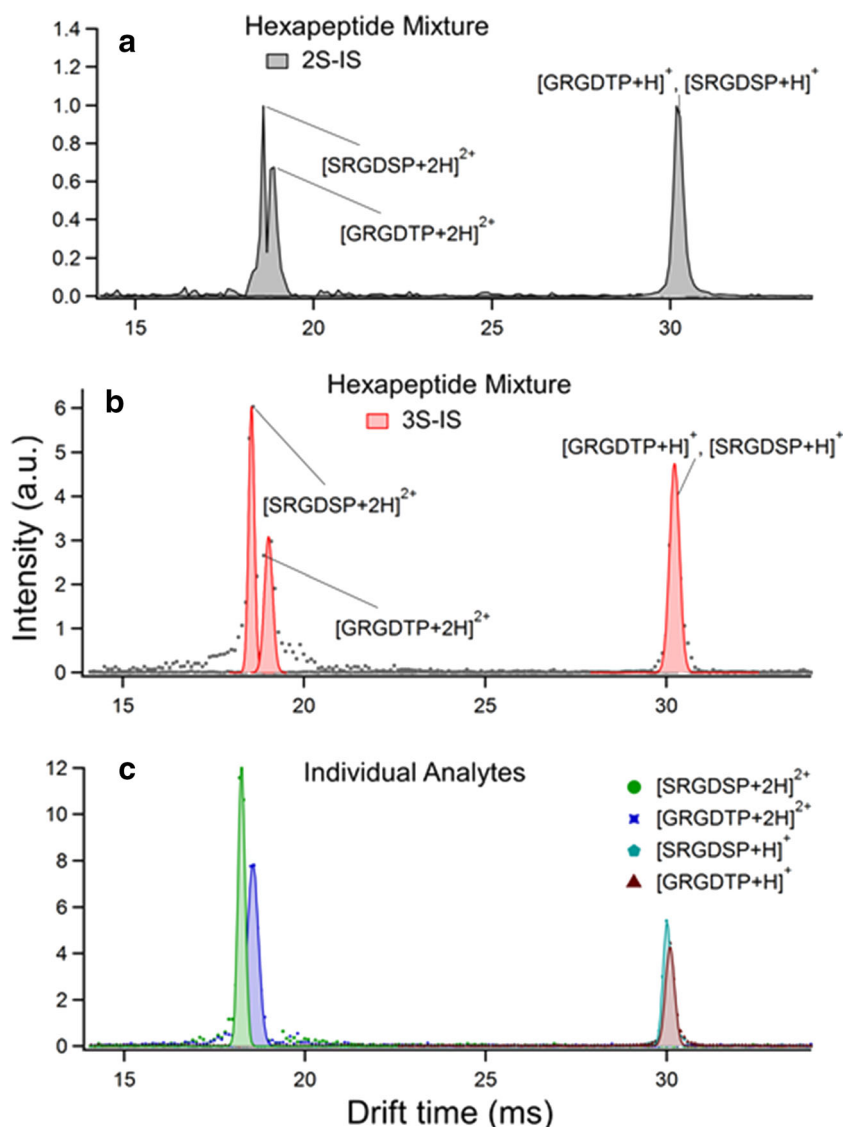 a
Hexapeptide Mixture
2S-IS
[GRGDTP+H]⁺, [SRGDSP+H]⁺
[SRGDSP+2H]²⁺
[GRGDTP+2H]²⁺
1.4
1.2
1.0
0.8
0.6
0.4
0.2
0.0
15 20 25 30
b
Hexapeptide Mixture
3S-IS
[GRGDTP+H]⁺, [SRGDSP+H]⁺
[SRGDSP+2H]²⁺
[GRGDTP+2H]²⁺
Intensity (a.u.)
6
5
4
3
2
1
0
15 20 25 30
c
Individual Analytes
[SRGDSP+2H]²⁺
[GRGDTP+2H]²⁺
[SRGDSP+H]⁺
[GRGDTP+H]⁺
12
10
8
6
4
2
0
15 20 25 30
Drift time (ms)